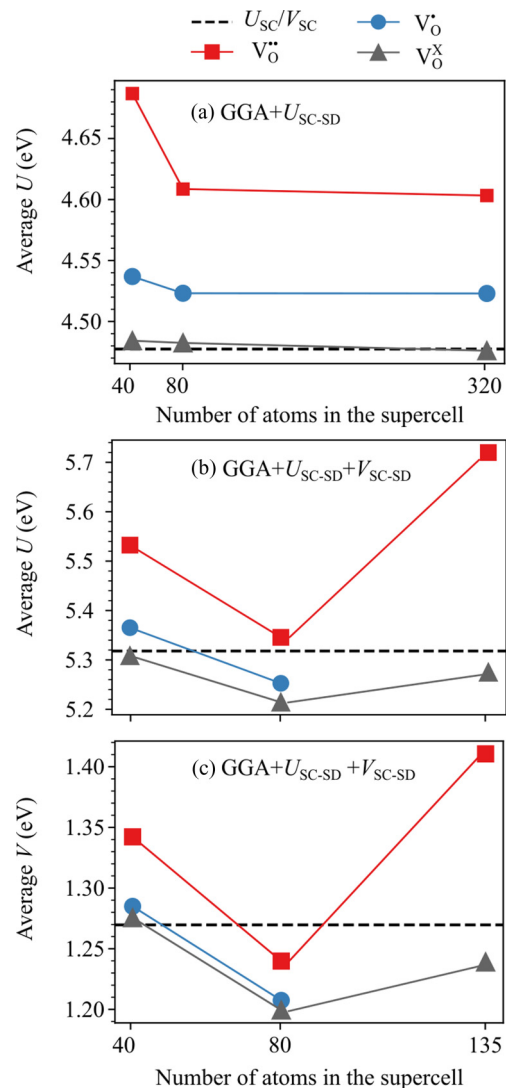 U_SC/V_SC V_O^•
V_O^•• V_O^X
(a) GGA+U_SC-SD
Average U (eV)
4.65
4.60
4.55
4.50
40 80 320
Number of atoms in the supercell
(b) GGA+U_SC-SD+V_SC-SD
Average U (eV)
5.7
5.6
5.5
5.4
5.3
5.2
(c) GGA+U_SC-SD +V_SC-SD
Average V (eV)
1.40
1.35
1.30
1.25
1.20
40 80 135
Number of atoms in the supercell